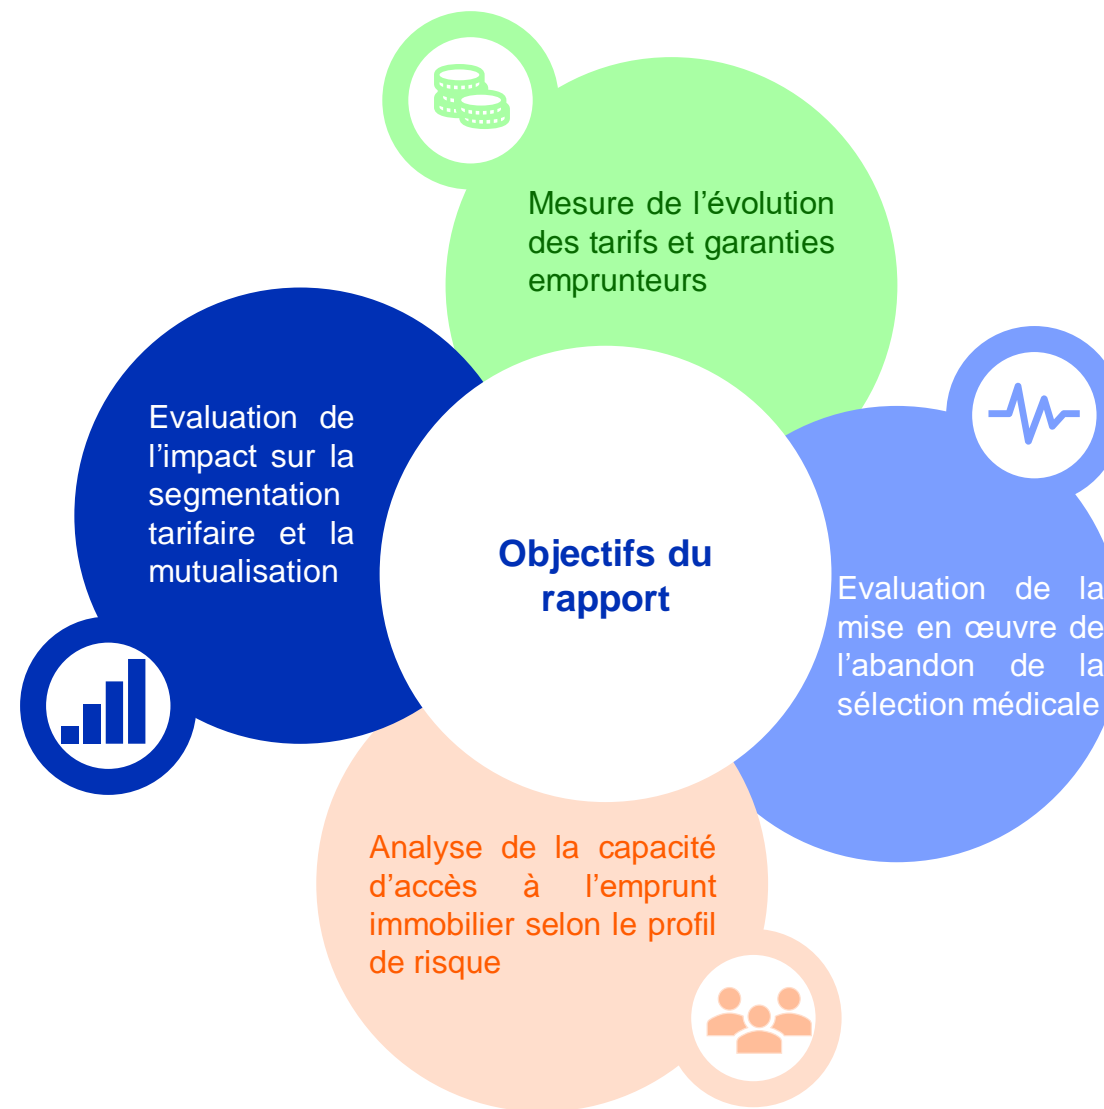 Mesure de l’évolution
des tarifs et garanties
emprunteurs
Evaluation de
l’impact sur la
segmentation
tarifaire et la
mutualisation
Objectifs du
rapport
Evaluation de la
mise en œuvre de
l’abandon de la
sélection médicale
Analyse de la capacité
d’accès à l’emprunt
immobilier selon le profil
de risque